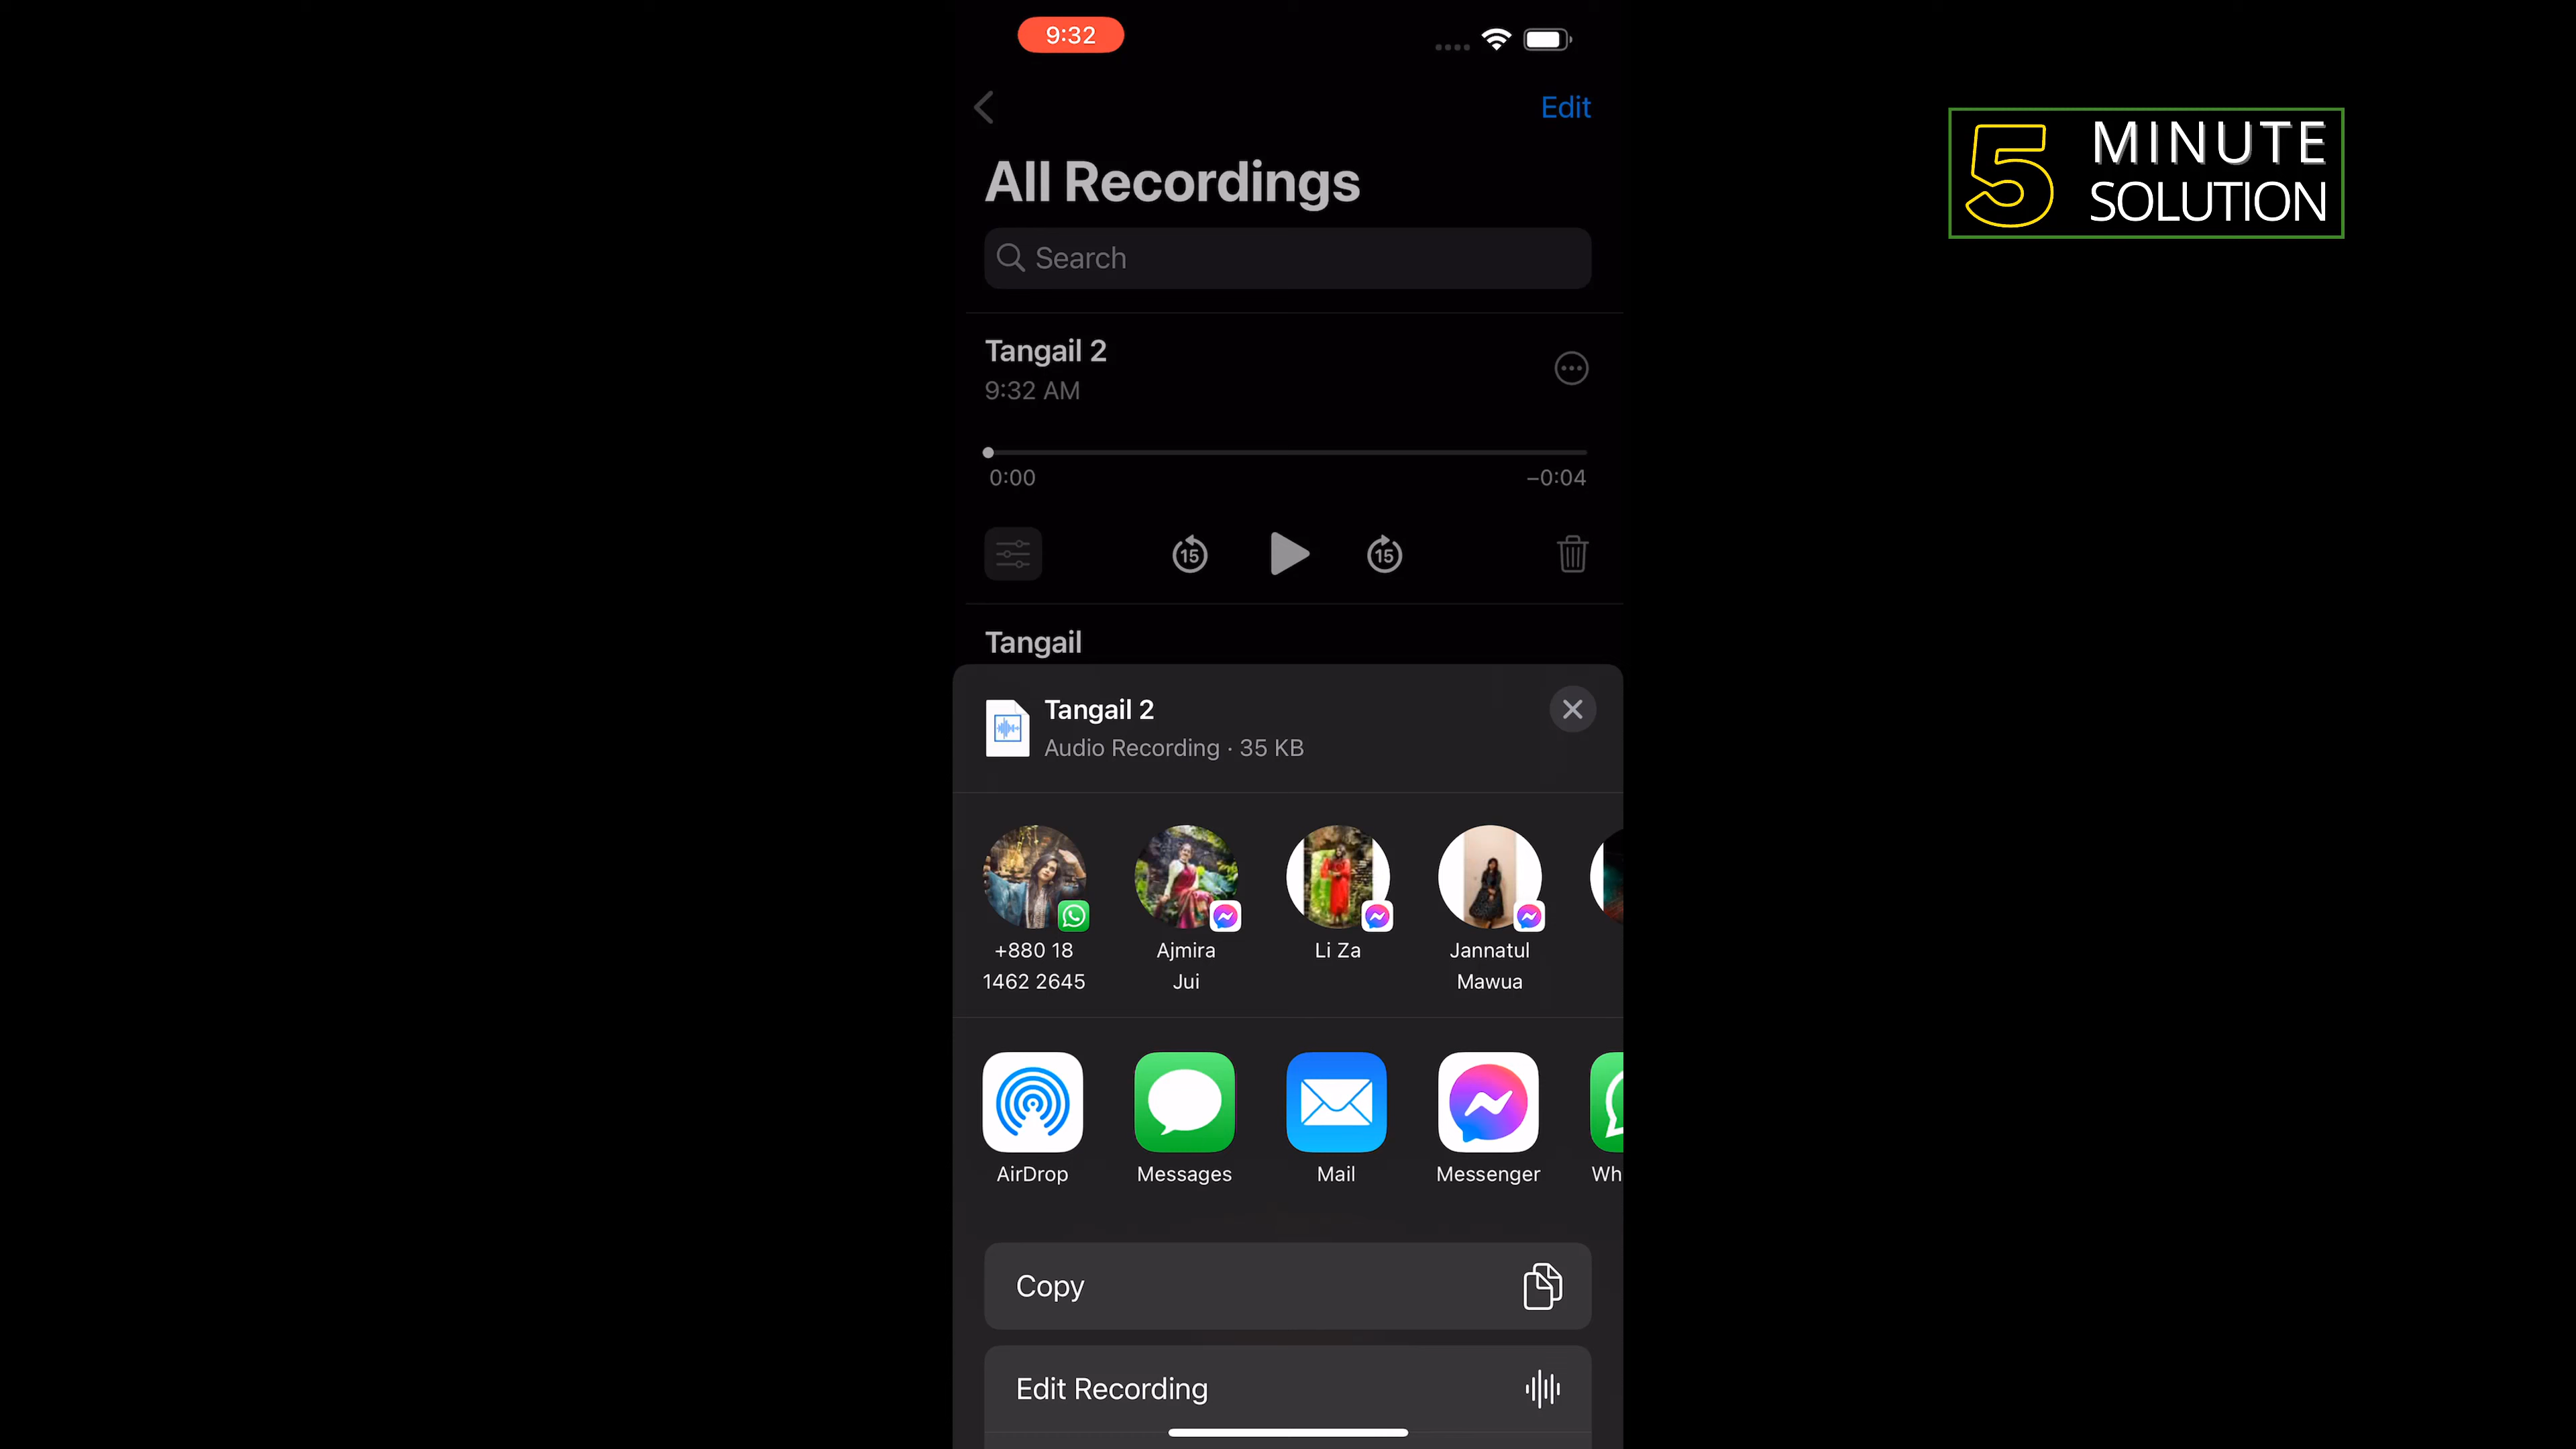 9:32
Edit
5 MINUTE
SOLUTION
All Recordings
Search
Tangail 2
9:32 AM
0:00
−0:04
15
15
Tangail
Tangail 2
Audio Recording · 35 KB
+880 18
1462 2645
Ajmira
Jui
Li Za
Jannatul
Mawua
AirDrop
Messages
Mail
Messenger
Wh
Copy
Edit Recording